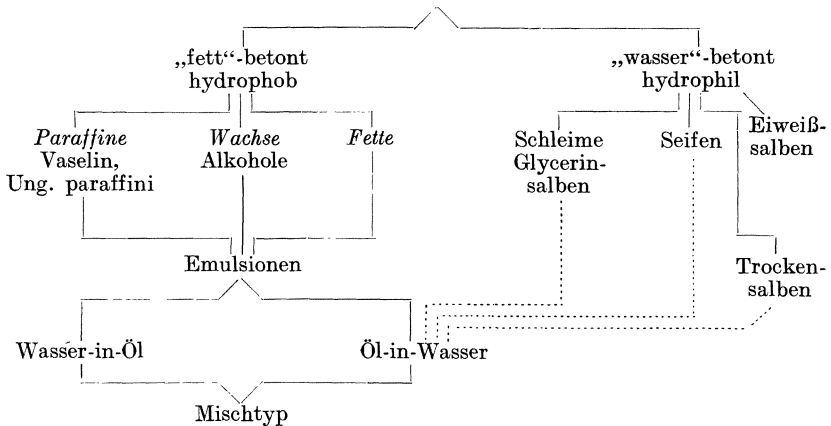 „fett“-betont
hydrophob
„wasser“-betont
hydrophil
Paraffine
Vaselin,
Ung. paraffini
Wachse
Alkohole
Fette
Schleime
Glycerin-
salben
Seifen
Eiweiß-
salben
Emulsionen
Trocken-
salben
Wasser-in-Öl
Öl-in-Wasser
Mischtyp